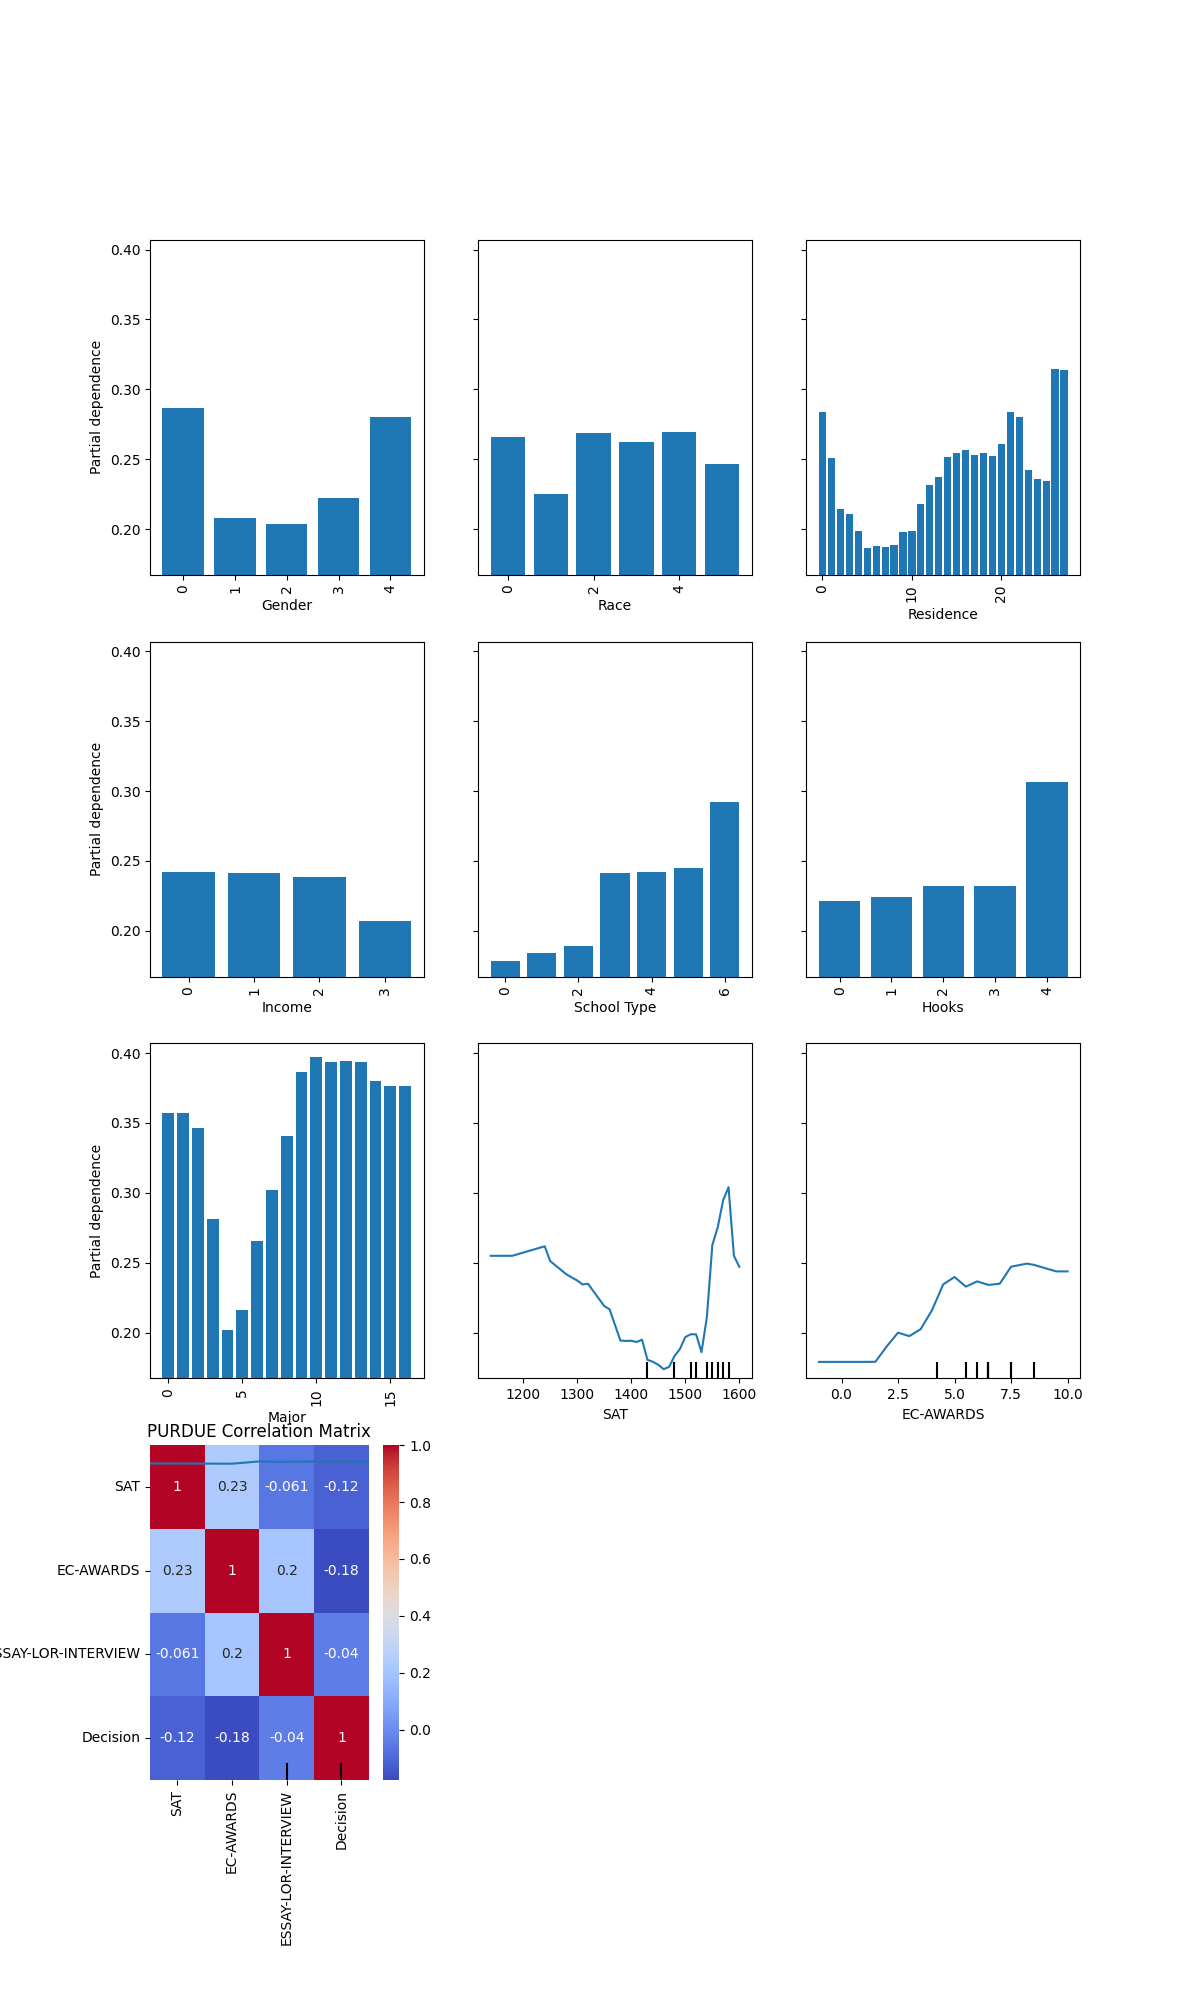 0.40
0.35
0.30
0.25
0.20
Partial dependence
0 1 2 3 4
Gender
0 2 4
Race
0 10 20
Residence
0.40
0.35
0.30
0.25
0.20
Partial dependence
0 1 2 3
Income
0 2 4 6
School Type
0 1 2 3 4
Hooks
0.40
0.35
0.30
0.25
0.20
Partial dependence
0 5 10 15
Major
1200 1300 1400 1500 1600
SAT
0.0 2.5 5.0 7.5 10.0
EC-AWARDS
PURDUE Correlation Matrix
SAT 1 0.23 -0.061 -0.12
EC-AWARDS 0.23 1 0.2 -0.18
SSAY-LOR-INTERVIEW -0.061 0.2 1 -0.04
Decision -0.12 -0.18 -0.04 1
SAT
EC-AWARDS
ESSAY-LOR-INTERVIEW
Decision
1.0
0.8
0.6
0.4
0.2
0.0